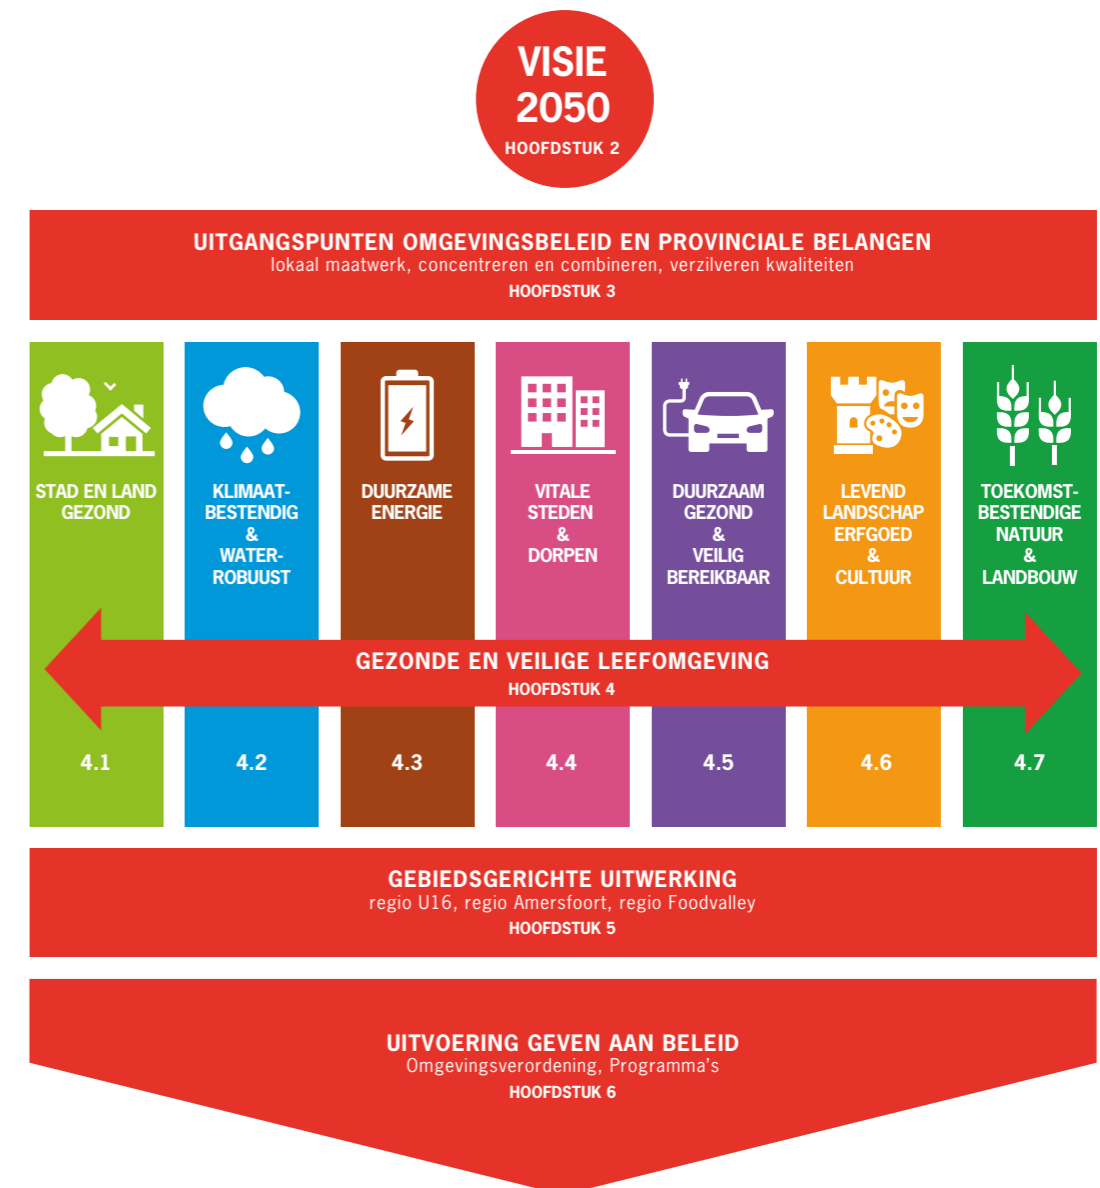 VISIE
2050
HOOFDSTUK 2
UITGANGSPUNTEN OMGEVINGSBELEID EN PROVINCIALE BELANGEN
lokaal maatwerk, concentreren en combineren, verzilveren kwaliteiten
HOOFDSTUK 3
STAD EN LAND
GEZOND
KLIMAAT-
BESTENDIG
&
WATER-
ROBUUST
DUURZAME
ENERGIE
VITALE
STEDEN
&
DORPEN
DUURZAAM
GEZOND
&
VEILIG
BEREIKBAAR
LEVEND
LANDSCHAP
ERFGOED
&
CULTUUR
TOEKOMST-
BESTENDIGE
NATUUR
&
LANDBOUW
GEZONDE EN VEILIGE LEEFOMGEVING
HOOFDSTUK 4
4.1
4.2
4.3
4.4
4.5
4.6
4.7
GEBIEDSGERICHTE UITWERKING
regio U16, regio Amersfoort, regio Foodvalley
HOOFDSTUK 5
UITVOERING GEVEN AAN BELEID
Omgevingsverordening, Programma's
HOOFDSTUK 6